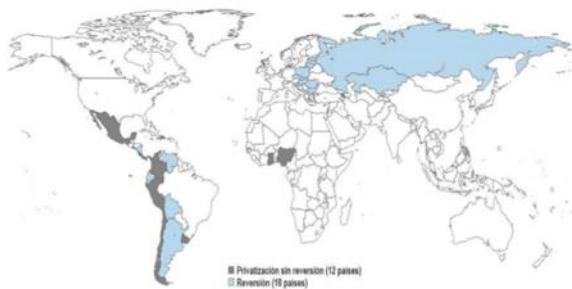 Privatización sin reversión (12 países)
Reversión (18 países)